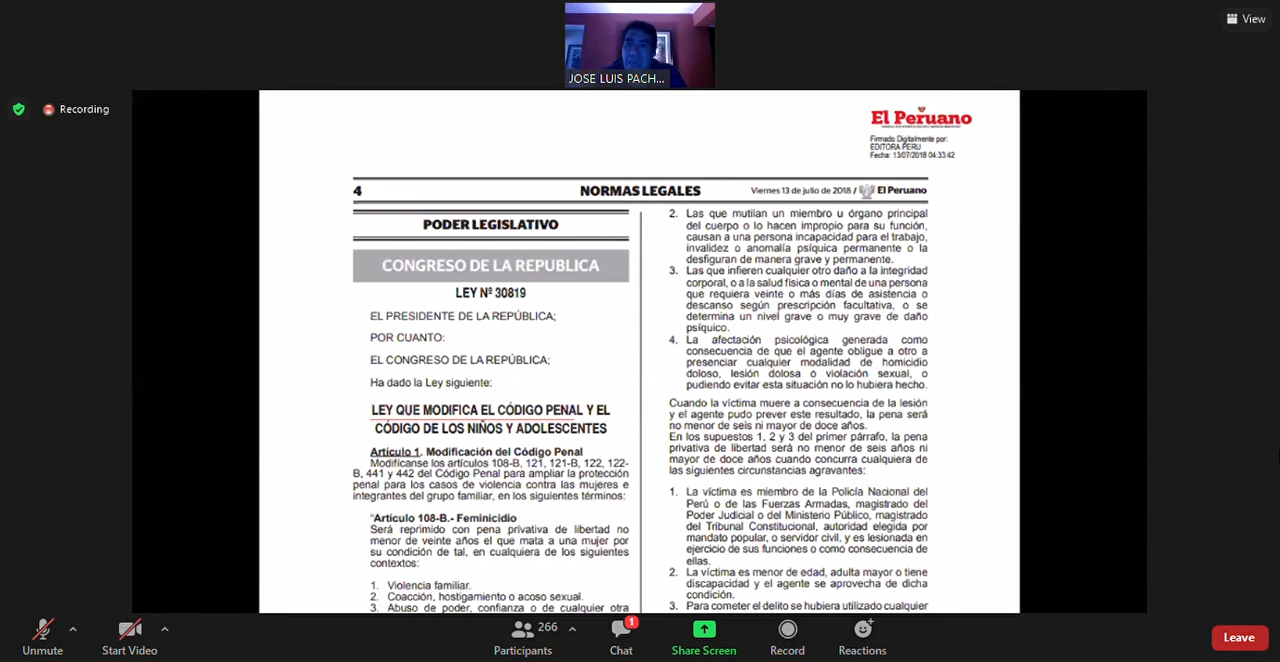 View
JOSE LUIS PACH...
Recording
El Peruano
Firmado Digitalmente por:
EDITORA PERU
Fecha: 13/07/2018 04:33:42
4
NORMAS LEGALES
Viernes 13 de julio de 2018 / El Peruano
PODER LEGISLATIVO
CONGRESO DE LA REPUBLICA
LEY Nº 30819
EL PRESIDENTE DE LA REPÚBLICA;
POR CUANTO:
EL CONGRESO DE LA REPÚBLICA;
Ha dado la Ley siguiente:
LEY QUE MODIFICA EL CÓDIGO PENAL Y EL
CÓDIGO DE LOS NIÑOS Y ADOLESCENTES
Artículo 1. Modificación del Código Penal
Modifícanse los artículos 108-B, 121, 121-B, 122, 122-
B, 441 y 442 del Código Penal para ampliar la protección
penal para los casos de violencia contra las mujeres e
integrantes del grupo familiar, en los siguientes términos:
"Artículo 108-B.- Feminicidio
Será reprimido con pena privativa de libertad no
menor de veinte años el que mata a una mujer por
su condición de tal, en cualquiera de los siguientes
contextos:
1. Violencia familiar.
2. Coacción, hostigamiento o acoso sexual.
3. Abuso de poder, confianza o de cualquier otra
2. Las que mutilan un miembro u órgano principal
del cuerpo o lo hacen impropio para su función,
causan a una persona incapacidad para el trabajo,
invalidez o anomalía psíquica permanente o la
desfiguran de manera grave y permanente.
3. Las que infieren cualquier otro daño a la integridad
corporal, o a la salud física o mental de una persona
que requiera veinte o más días de asistencia o
descanso según prescripción facultativa, o se
determina un nivel grave o muy grave de daño
psíquico.
4. La afectación psicológica generada como
consecuencia de que el agente obligue a otro a
presenciar cualquier modalidad de homicidio
doloso, lesión dolosa o violación sexual, o
pudiendo evitar esta situación no lo hubiera hecho.
Cuando la víctima muere a consecuencia de la lesión
y el agente pudo prever este resultado, la pena será
no menor de seis ni mayor de doce años.
En los supuestos 1, 2 y 3 del primer párrafo, la pena
privativa de libertad será no menor de seis años ni
mayor de doce años cuando concurra cualquiera de
las siguientes circunstancias agravantes:
1. La víctima es miembro de la Policía Nacional del
Perú o de las Fuerzas Armadas, magistrado del
Poder Judicial o del Ministerio Público, magistrado
del Tribunal Constitucional, autoridad elegida por
mandato popular, o servidor civil, y es lesionada en
ejercicio de sus funciones o como consecuencia de
ellas.
2. La víctima es menor de edad, adulta mayor o tiene
discapacidad y el agente se aprovecha de dicha
condición.
3. Para cometer el delito se hubiera utilizado cualquier
Unmute
Start Video
266
Participants
1
Chat
Share Screen
Record
Reactions
Leave